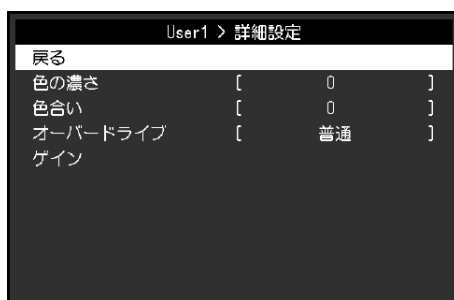 User1 > 詳細設定
戻る
色の濃さ [ 0 ]
色合い [ 0 ]
オーバードライブ [ 普通 ]
ゲイン